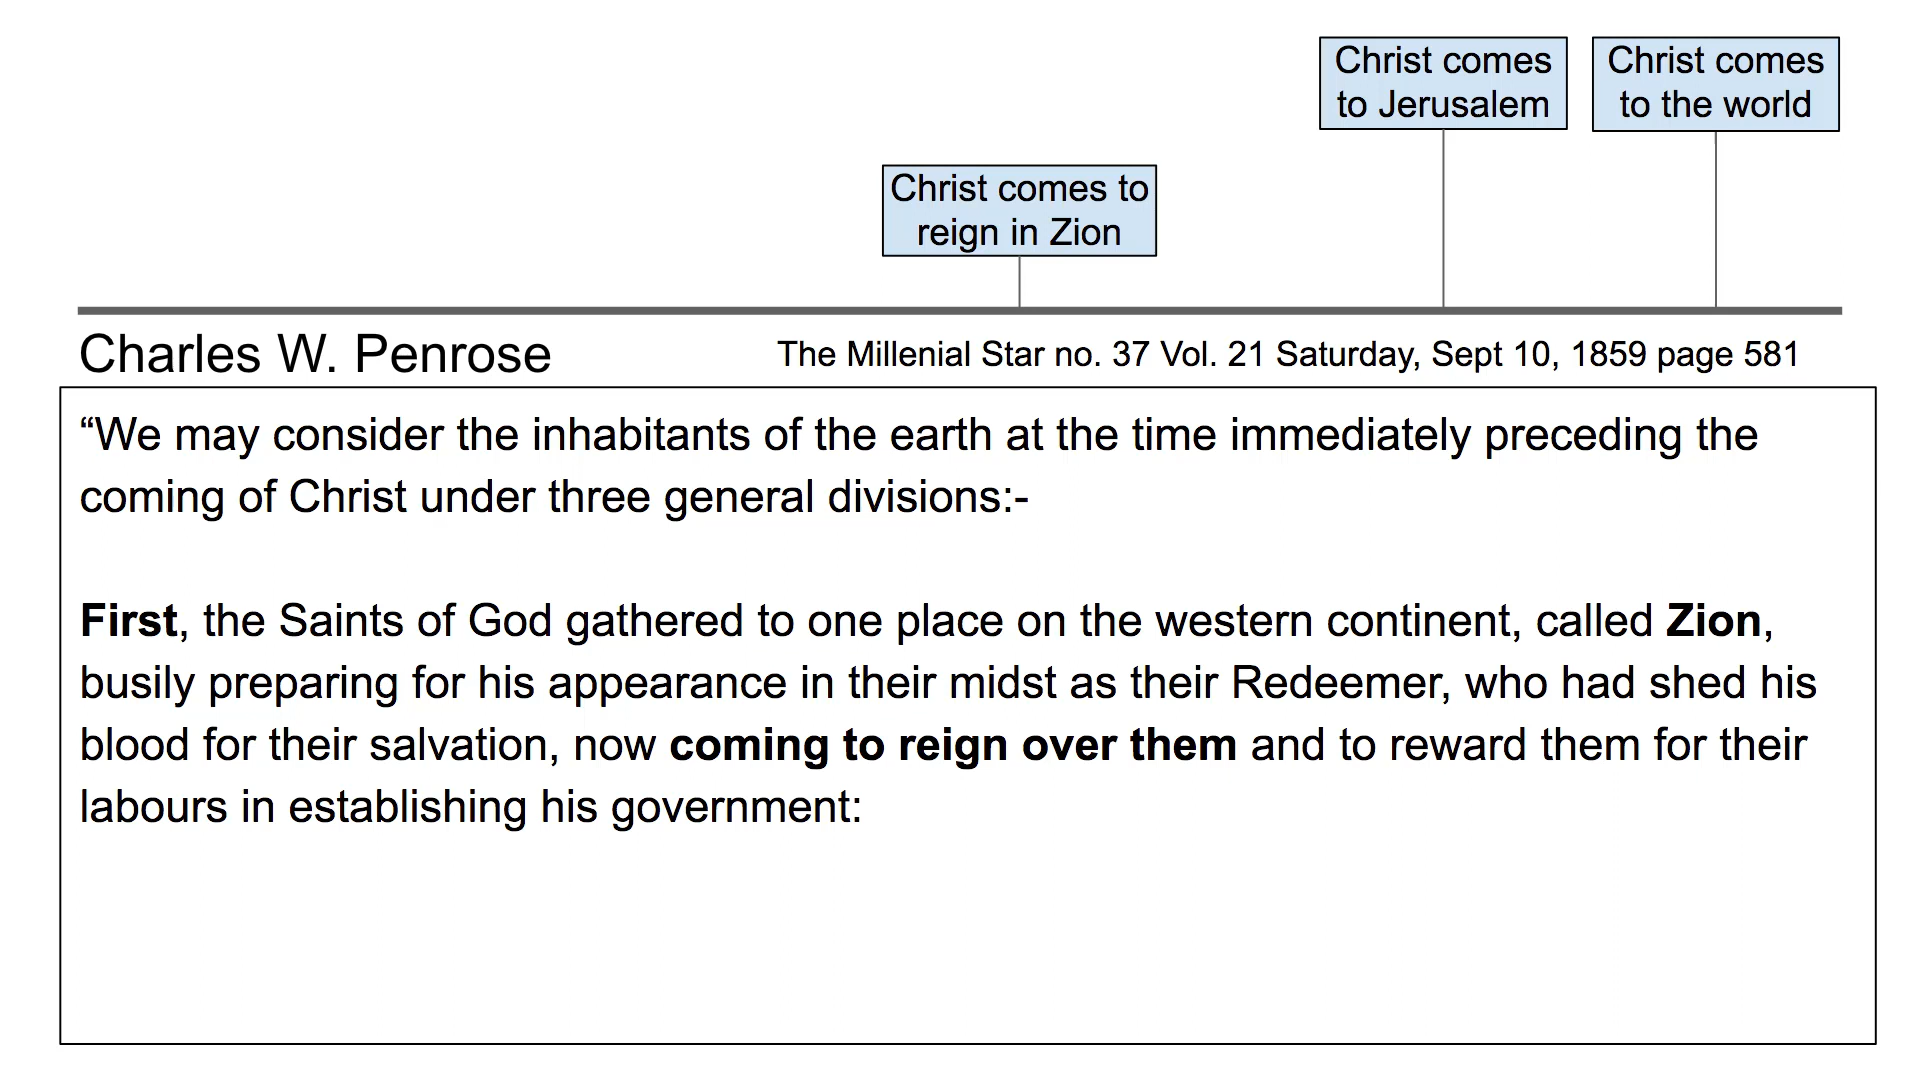 Christ comes
to Jerusalem
Christ comes
to the world
Christ comes to
reign in Zion
Charles W. Penrose
The Millenial Star no. 37 Vol. 21 Saturday, Sept 10, 1859 page 581
“We may consider the inhabitants of the earth at the time immediately preceding the
coming of Christ under three general divisions:-
First, the Saints of God gathered to one place on the western continent, called Zion,
busily preparing for his appearance in their midst as their Redeemer, who had shed his
blood for their salvation, now coming to reign over them and to reward them for their
labours in establishing his government: